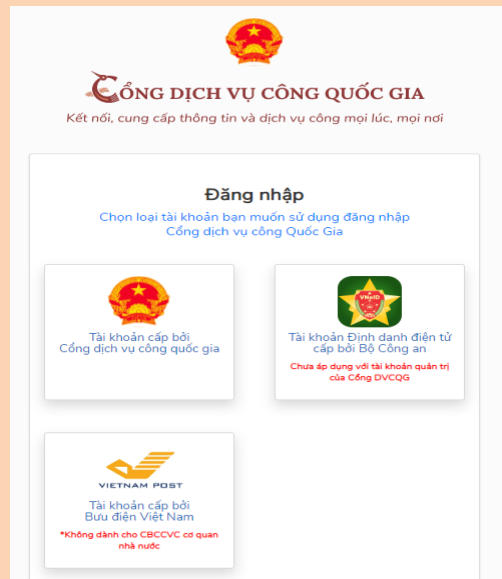 CỔNG DỊCH VỤ CÔNG QUỐC GIA
Kết nối, cung cấp thông tin và dịch vụ công mọi lúc, mọi nơi
Đăng nhập
Chọn loại tài khoản bạn muốn sử dụng đăng nhập
Cổng dịch vụ công Quốc Gia
Tài khoản cấp bởi
Cổng dịch vụ công quốc gia
VNeID
Tài khoản Định danh điện tử
cấp bởi Bộ Công an
Chưa áp dụng với tài khoản quản trị
của Cổng DVCQG
VIETNAM POST
Tài khoản cấp bởi
Bưu điện Việt Nam
*Không dành cho CBCCVC cơ quan
nhà nước